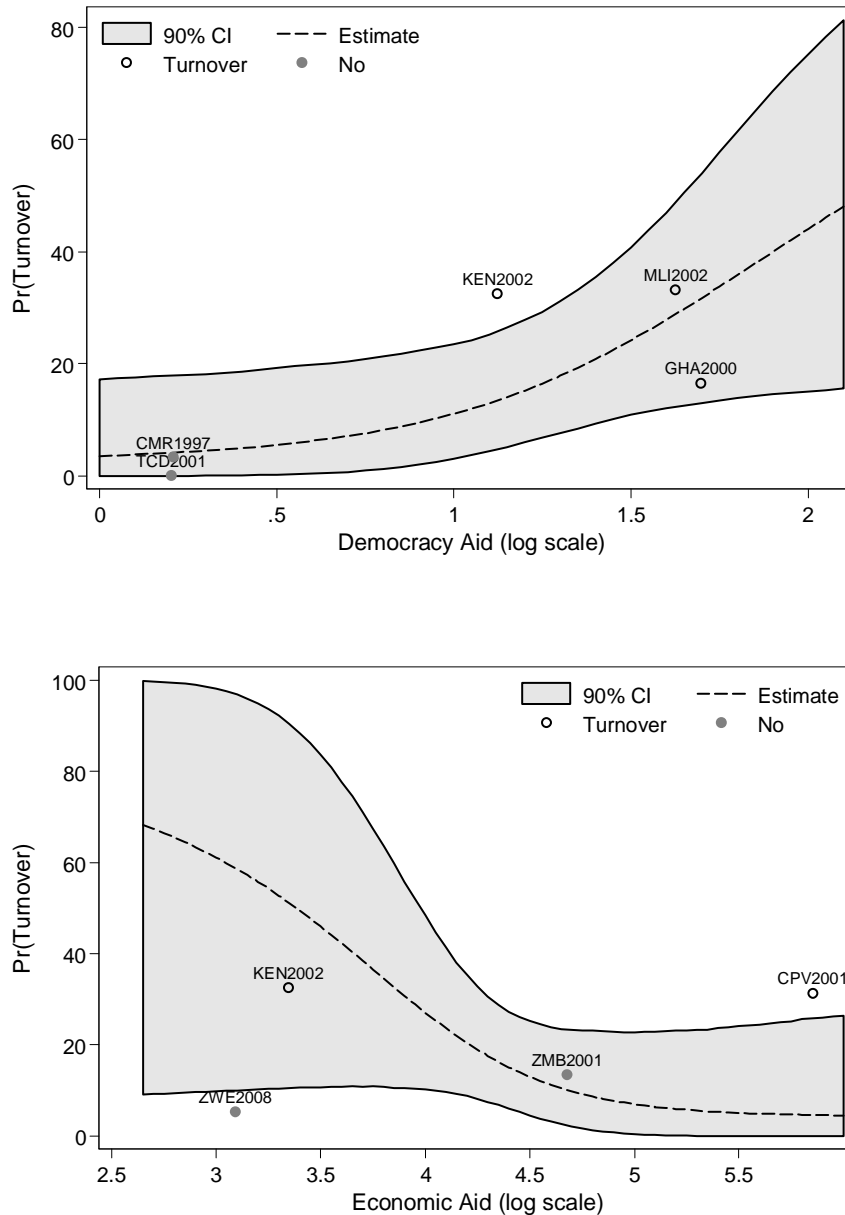 90% CI Estimate
Turnover No
Pr(Turnover)
80
60
40
20
0
KEN2002
MLI2002
GHA2000
CMR1997
TCD2001
0 .5 1 1.5 2
Democracy Aid (log scale)
90% CI Estimate
Turnover No
Pr(Turnover)
100
80
60
40
20
0
KEN2002
CPV2001
ZMB2001
ZWE2008
2.5 3 3.5 4 4.5 5 5.5
Economic Aid (log scale)